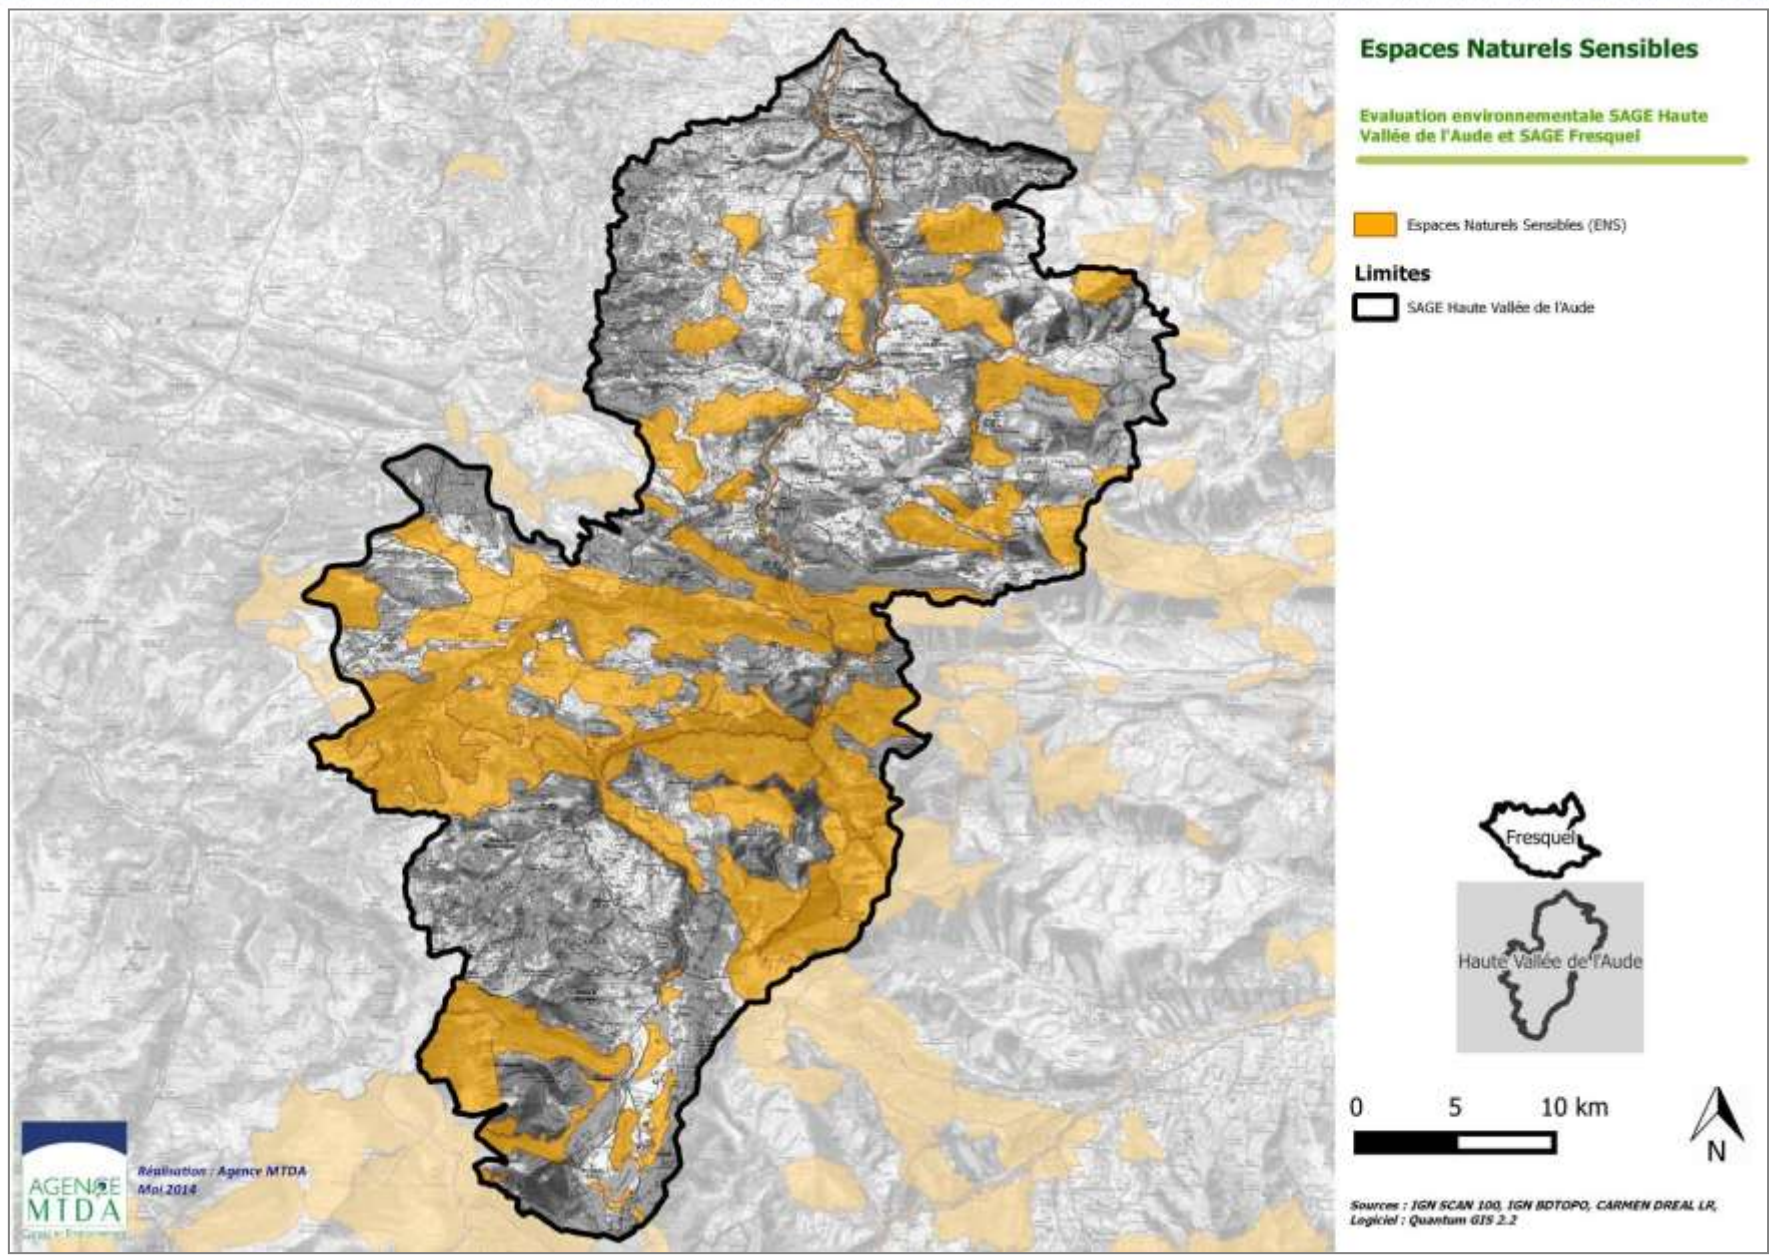 Espaces Naturels Sensibles
Evaluation environnementale SAGE Haute
Vallée de l'Aude et SAGE Fresquel
Espaces Naturels Sensibles (ENS)
Limites
SAGE Haute Vallée de l'Aude
Fresquel
Haute Vallée de l'Aude
0 5 10 km
N
Sources : IGN SCAN 100, IGN BDTOPO, CARMEN DREAL LR,
Logiciel : Quantum GIS 2.2
Réalisation : Agence MTDA
Mai 2014
AGENCE
MTDA